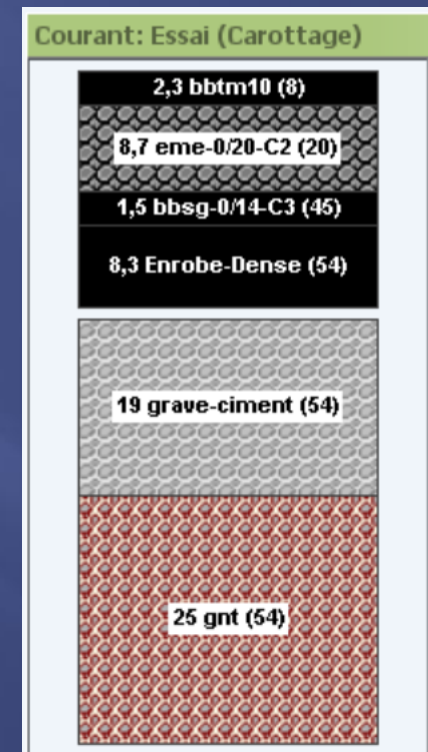 Courant: Essai (Carottage)
2,3 bbtm10 (8)
8,7 eme-0/20-C2 (20)
1,5 bbsg-0/14-C3 (45)
8,3 Enrobe-Dense (54)
19 grave-ciment (54)
25 gnt (54)